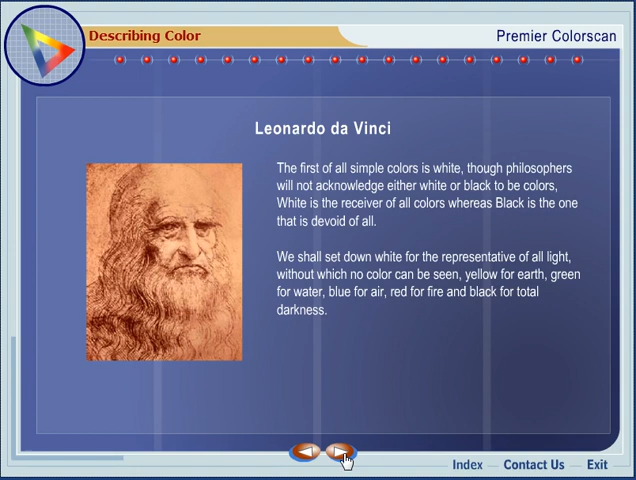 Describing Color
Premier Colorscan
Leonardo da Vinci
The first of all simple colors is white, though philosophers
will not acknowledge either white or black to be colors,
White is the receiver of all colors whereas Black is the one
that is devoid of all.
We shall set down white for the representative of all light,
without which no color can be seen, yellow for earth, green
for water, blue for air, red for fire and black for total
darkness.
Index — Contact Us — Exit